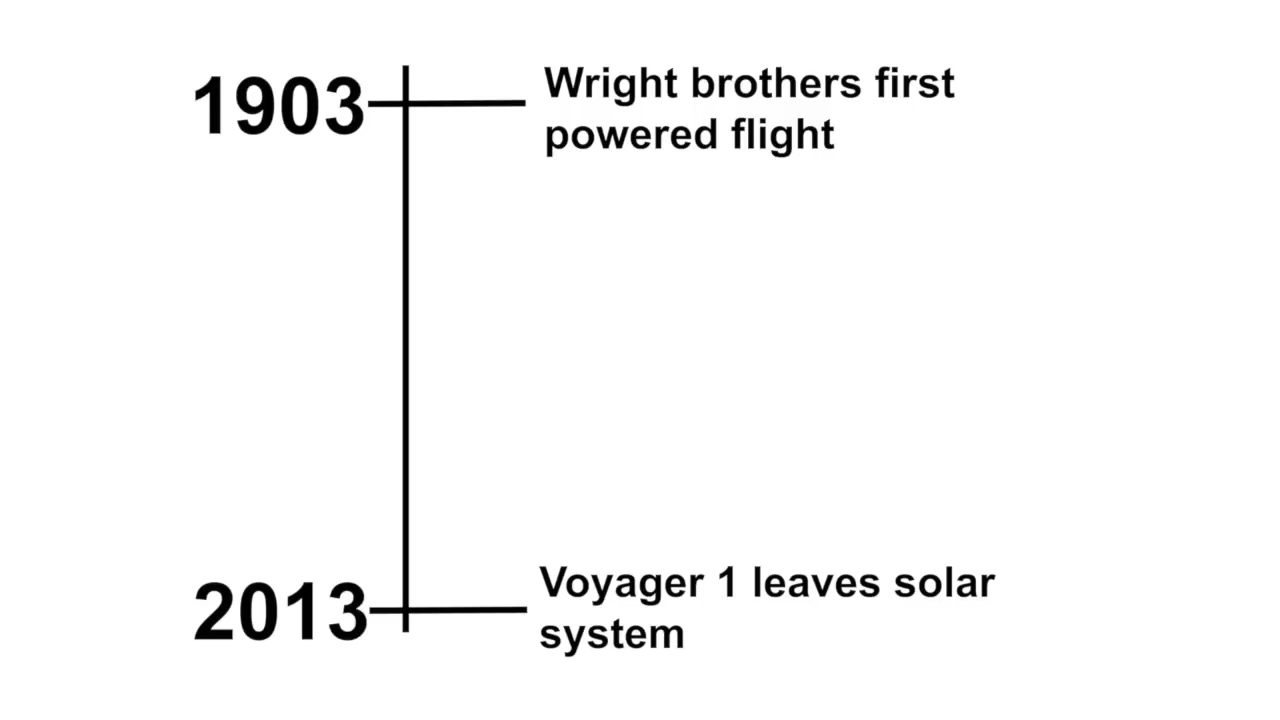 1903
Wright brothers first
powered flight
2013
Voyager 1 leaves solar
system